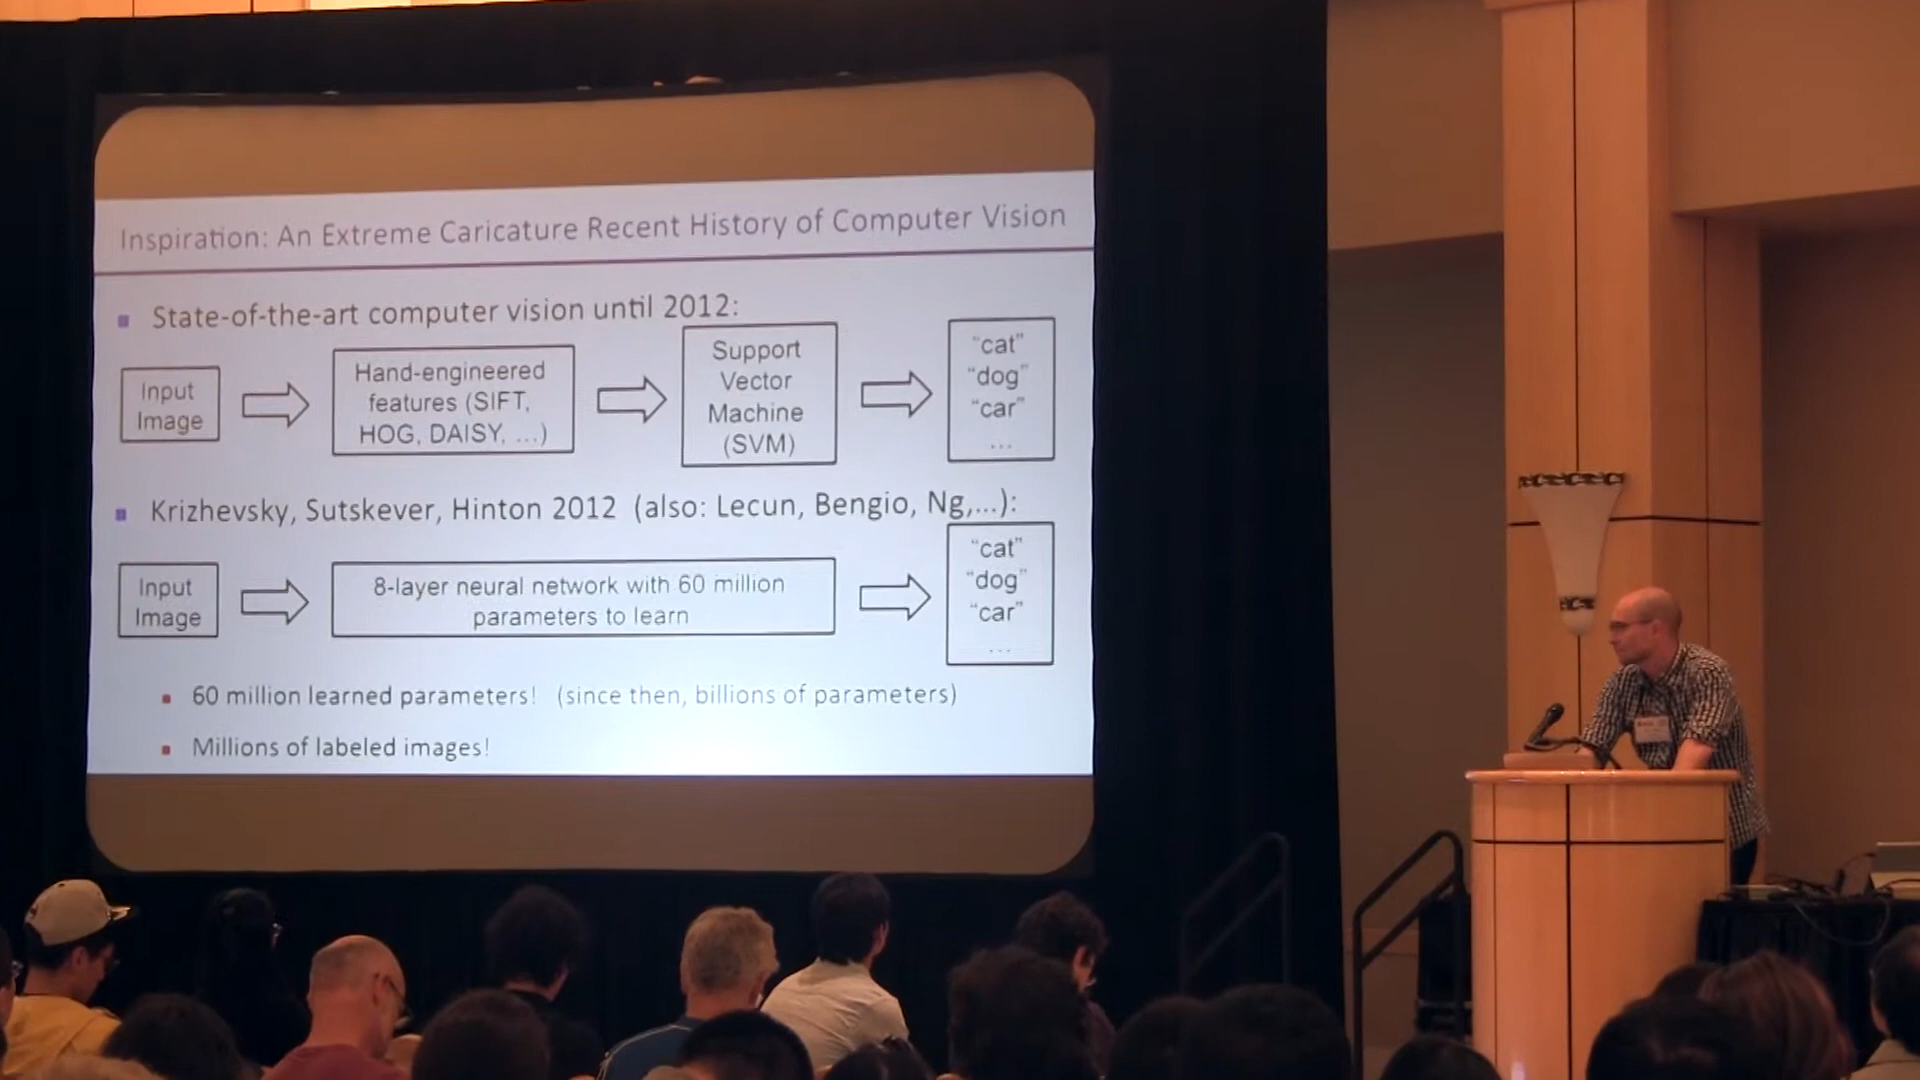 Inspiration: An Extreme Caricature Recent History of Computer Vision
State-of-the-art computer vision until 2012:
Input
Image
Hand-engineered
features (SIFT,
HOG, DAISY, ...)
Support
Vector
Machine
(SVM)
"cat"
"dog"
"car"
...
Krizhevsky, Sutskever, Hinton 2012 (also: Lecun, Bengio, Ng,...):
Input
Image
8-layer neural network with 60 million
parameters to learn
"cat"
"dog"
"car"
...
60 million learned parameters! (since then, billions of parameters)
Millions of labeled images!